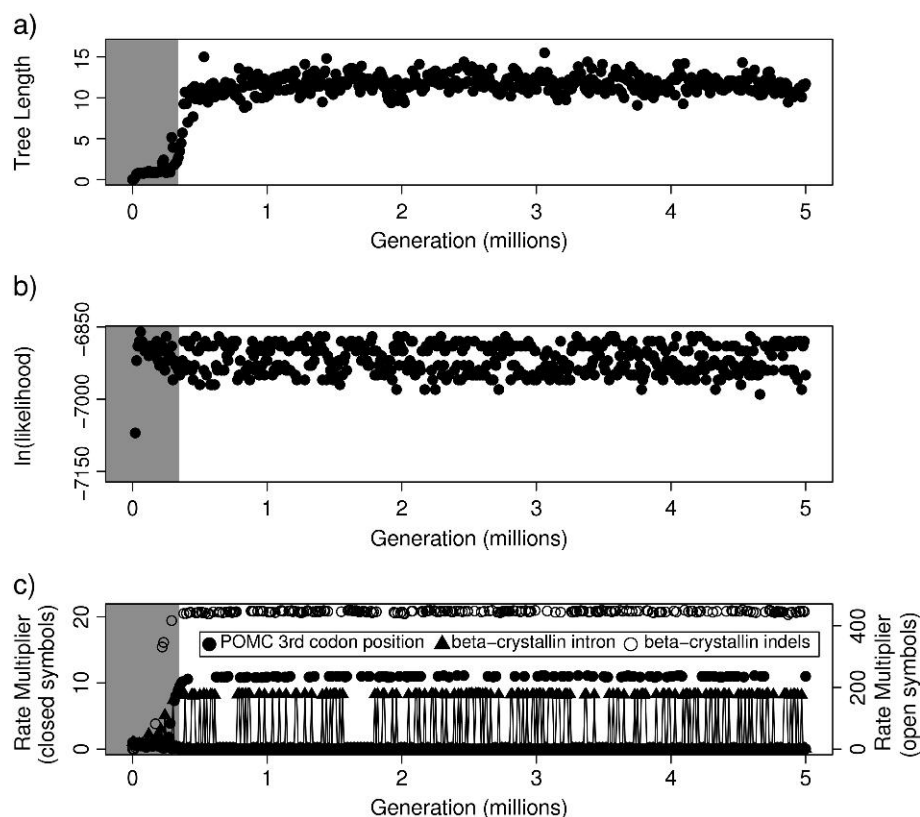 a)
Tree Length
15
10
5
0
0 1 2 3 4 5
Generation (millions)
b)
ln(likelihood)
-6850
-7000
-7150
0 1 2 3 4 5
Generation (millions)
c)
Rate Multiplier
(closed symbols)
20
10
0
POMC 3rd codon position beta-crystallin intron beta-crystallin indels
400
200
0
Rate Multiplier
(open symbols)
0 1 2 3 4 5
Generation (millions)